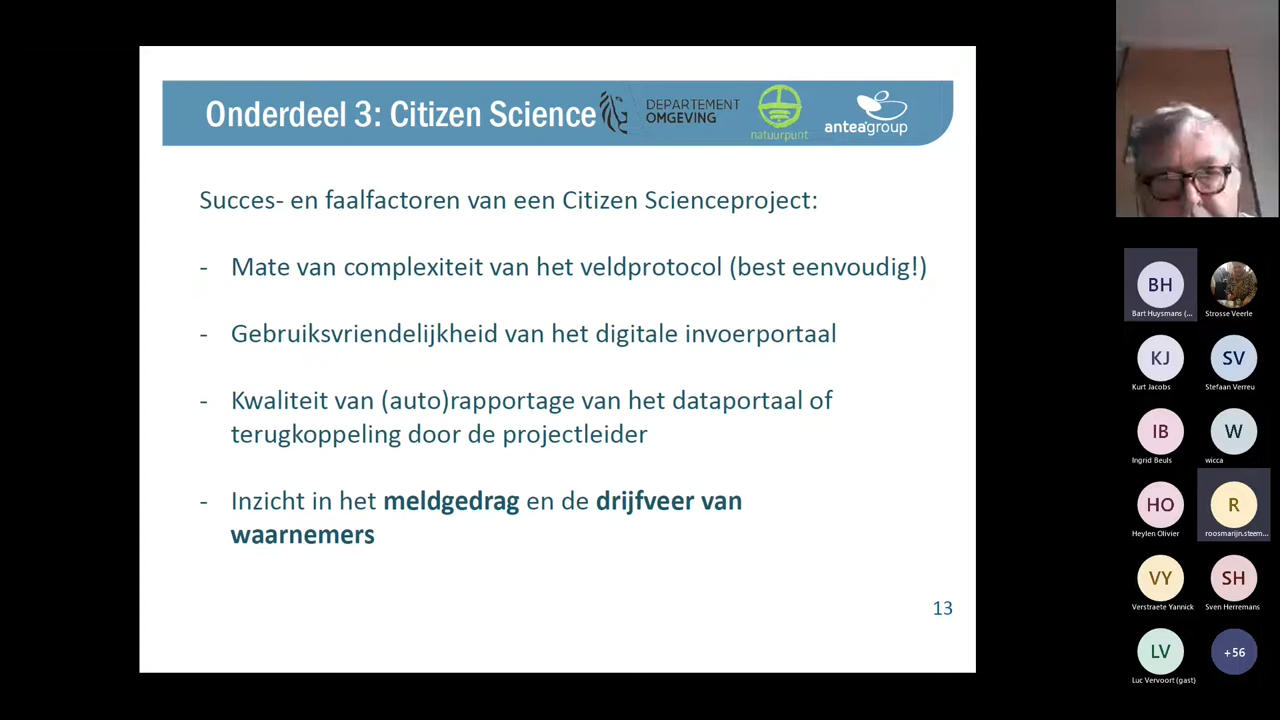 Onderdeel 3: Citizen Science
DEPARTEMENT
OMGEVING
natuurpunt
anteagroup
Succes- en faalfactoren van een Citizen Scienceproject:
- Mate van complexiteit van het veldprotocol (best eenvoudig!)
- Gebruiksvriendelijkheid van het digitale invoerportaal
- Kwaliteit van (auto)rapportage van het dataportaal of
terugkoppeling door de projectleider
- Inzicht in het meldgedrag en de drijfveer van
waarnemers
13
BH
Bart Huysmans (...
Strosse Veerle
KJ
Kurt Jacobs
SV
Stefaan Verreu
IB
Ingrid Beuls
W
wicca
HO
Heylen Olivier
R
roosmarijn.steem...
VY
Verstraete Yannick
SH
Sven Herremans
LV
Luc Vervoort (gast)
+56